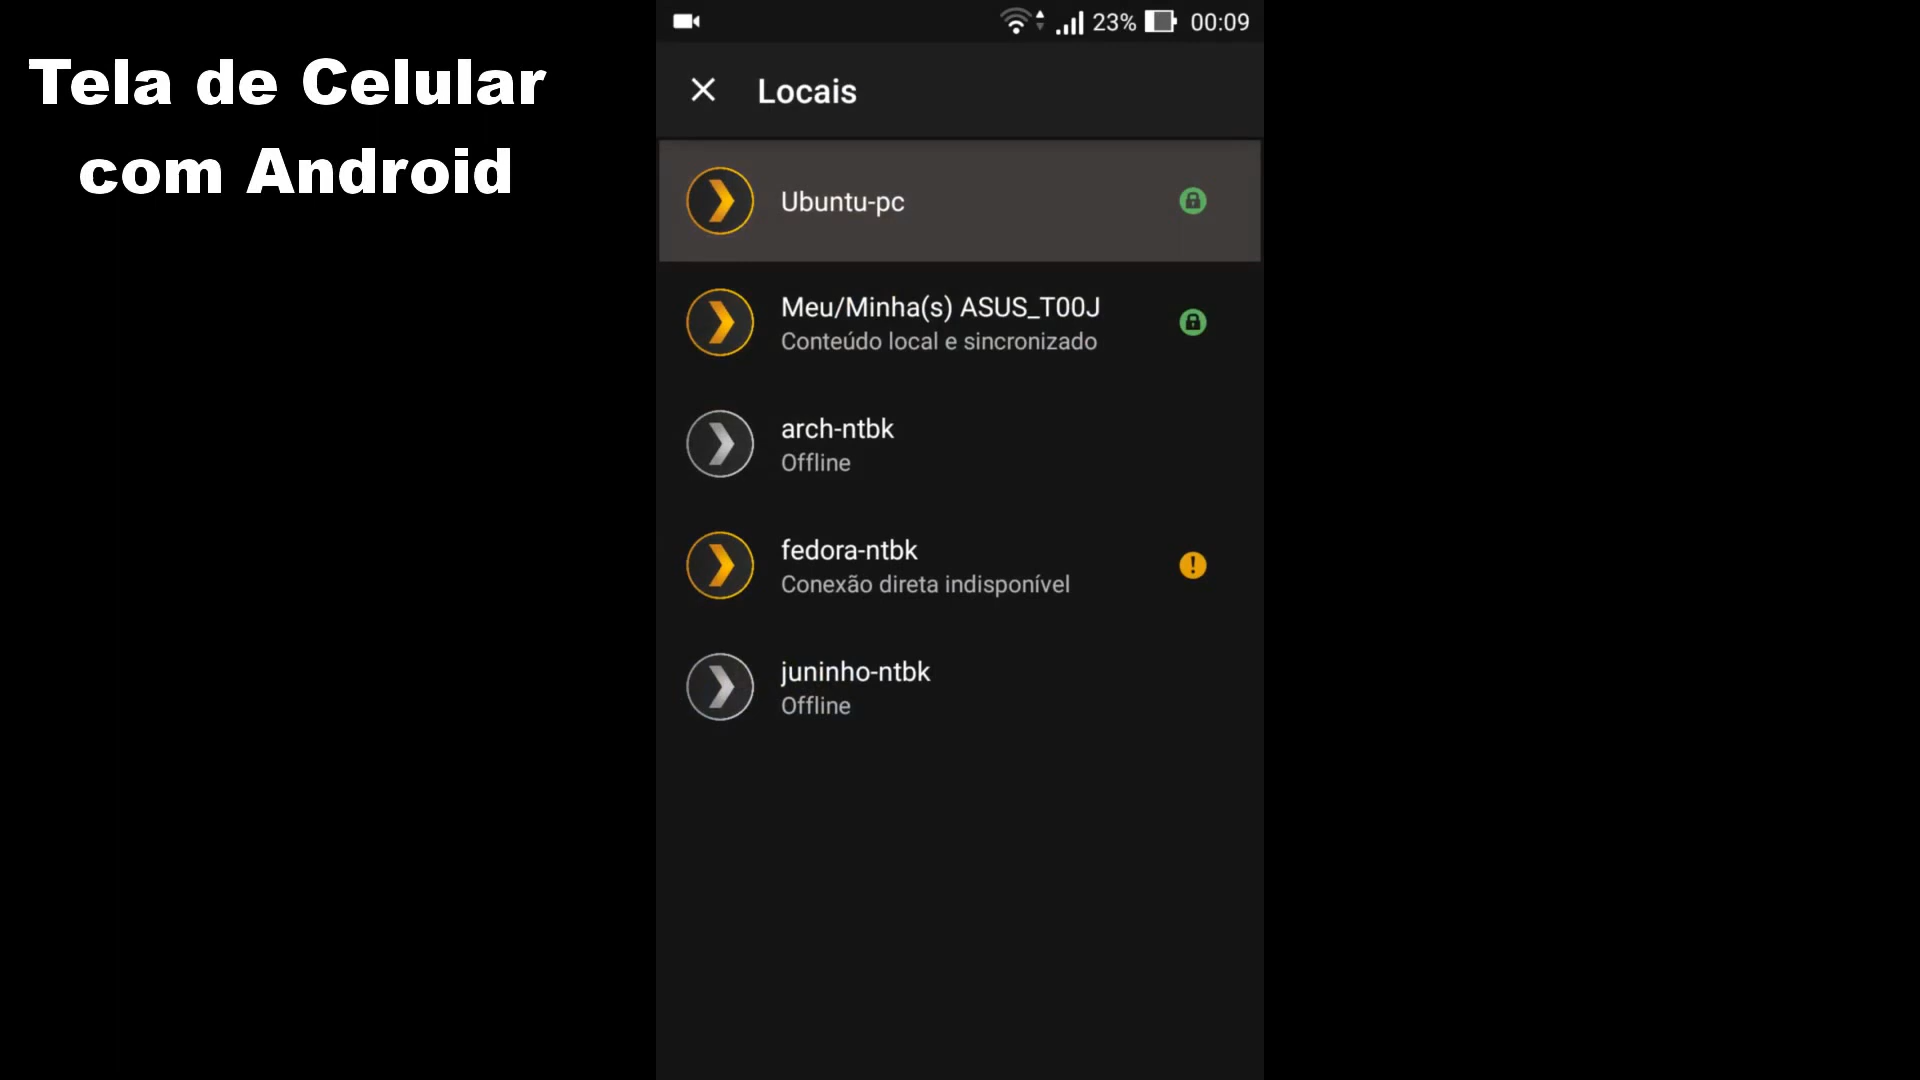 Tela de Celular
com Android
23% 00:09
Locais
Ubuntu-pc
Meu/Minha(s) ASUS_T00J
Conteúdo local e sincronizado
arch-ntbk
Offline
fedora-ntbk
Conexão direta indisponível
juninho-ntbk
Offline